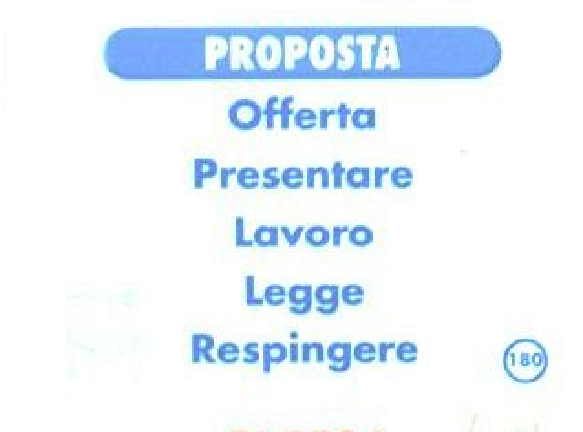 PROPOSTA
Offerta
Presentare
Lavoro
Legge
Respingere
180